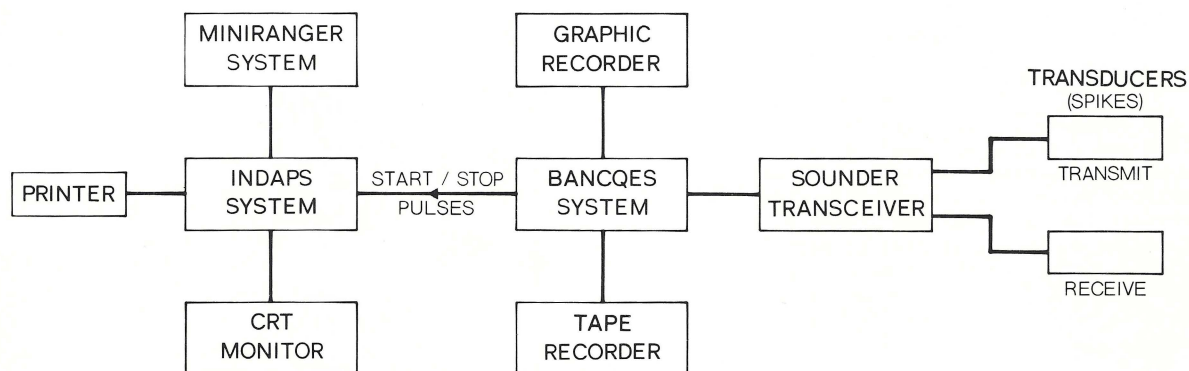 MINIRANGER
SYSTEM
GRAPHIC
RECORDER
TRANSDUCERS
(SPIKES)
TRANSMIT
PRINTER
INDAPS
SYSTEM
START / STOP
PULSES
BANCQES
SYSTEM
SOUNDER
TRANSCEIVER
RECEIVE
CRT
MONITOR
TAPE
RECORDER